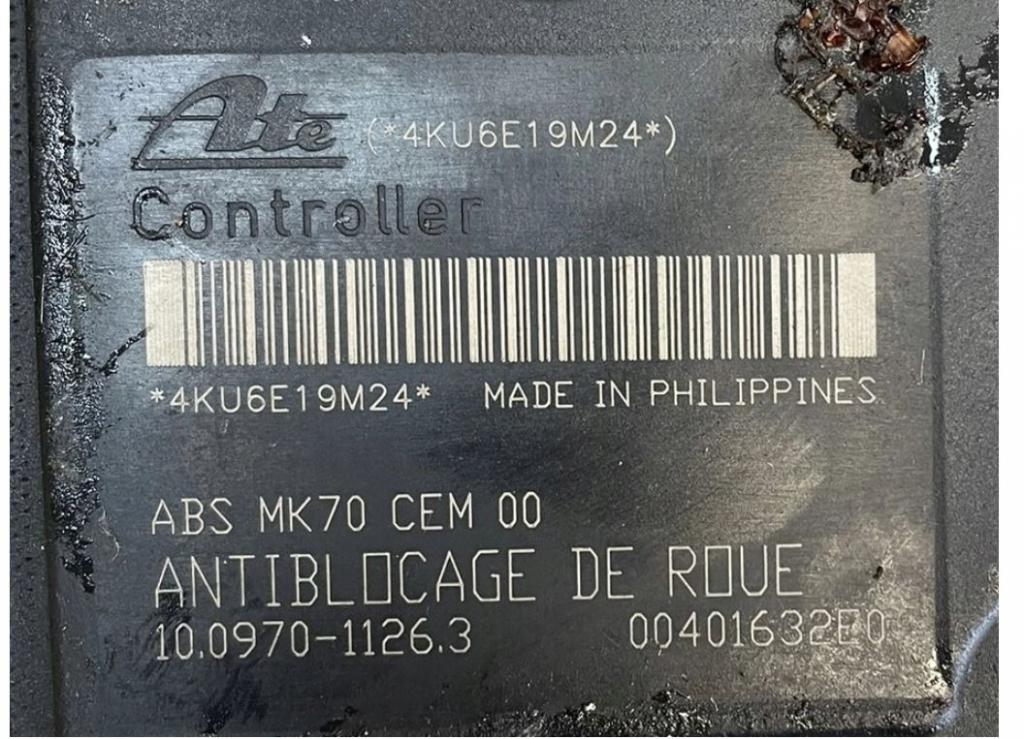 Ate (*4KU6E19M24*)
Controller
*4KU6E19M24* MADE IN PHILIPPINES
ABS MK70 CEM 00
ANTIBLOCAGE DE ROUE
10.0970-1126.3 00401632E0